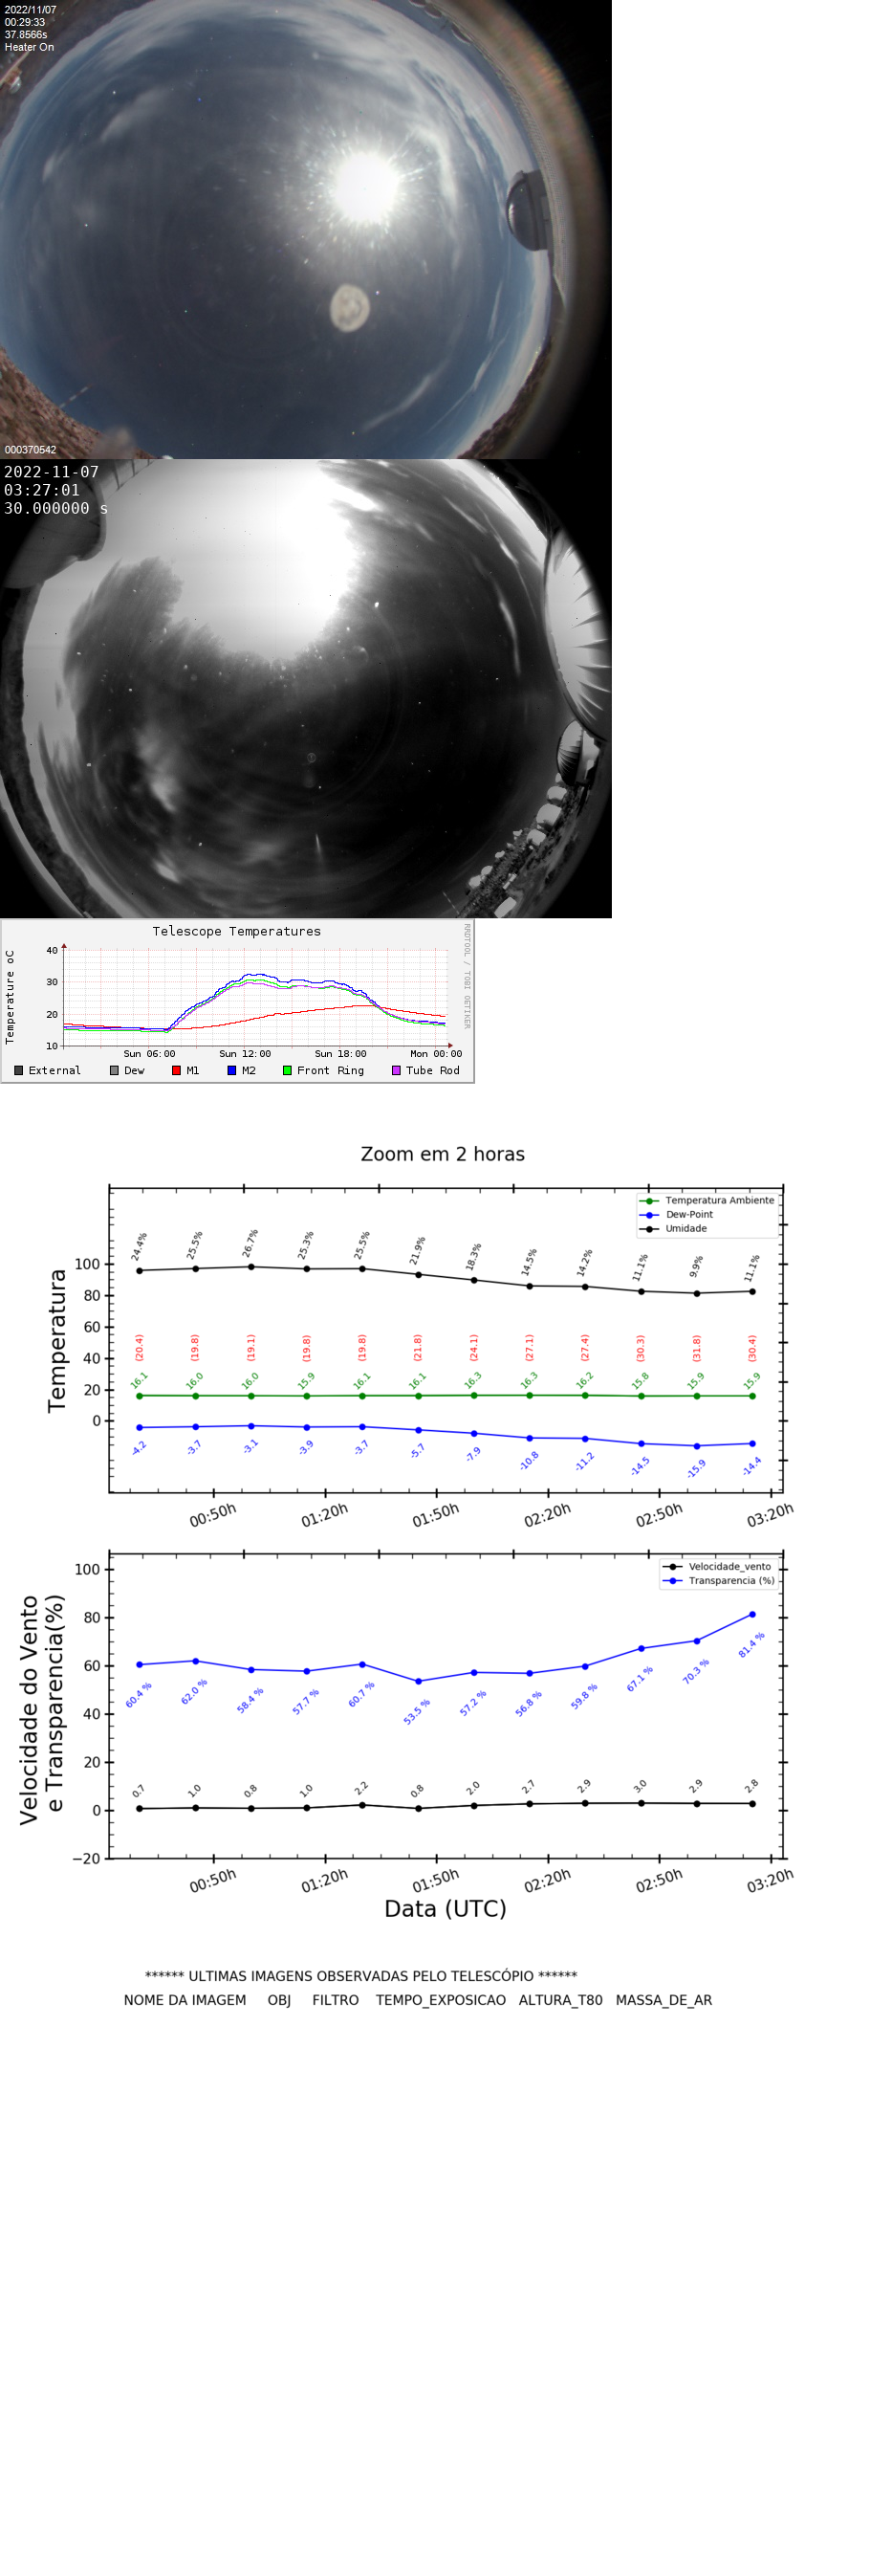 2022/11/07
00:29:33
37.8566s
Heater On
000370542
2022-11-07
03:27:01
30.000000 s
Telescope Temperatures
RRDTOOL / TOBI OETIKER
Temperature oC
40
30
20
10
Sun 06:00 Sun 12:00 Sun 18:00 Mon 00:00
External Dew M1 M2 Front Ring Tube Rod
Zoom em 2 horas
Temperatura Ambiente
Dew-Point
Umidade
Temperatura
100
80
60
40
20
0
24.4% 25.5% 26.7% 25.3% 25.5% 21.9% 18.3% 14.5% 14.2% 11.1% 9.9% 11.1%
(20.4) (19.8) (19.1) (19.8) (19.8) (21.8) (24.1) (27.1) (27.4) (30.3) (31.8) (30.4)
16.1 16.0 16.0 15.9 16.1 16.1 16.3 16.3 16.2 15.8 15.9 15.9
-4.2 -3.7 -3.1 -3.9 -3.7 -5.7 -7.9 -10.8 -11.2 -14.5 -15.9 -14.4
00:50h 01:20h 01:50h 02:20h 02:50h 03:20h
Velocidade_vento
Transparencia (%)
Velocidade do Vento
e Transparencia(%)
100
80
60
40
20
0
−20
60.4 % 62.0 % 58.4 % 57.7 % 60.7 % 53.5 % 57.2 % 56.8 % 59.8 % 67.1 % 70.3 % 81.4 %
0.7 1.0 0.8 1.0 2.2 0.8 2.0 2.7 2.9 3.0 2.9 2.8
00:50h 01:20h 01:50h 02:20h 02:50h 03:20h
Data (UTC)
****** ULTIMAS IMAGENS OBSERVADAS PELO TELESCÓPIO ******
NOME DA IMAGEM OBJ FILTRO TEMPO_EXPOSICAO ALTURA_T80 MASSA_DE_AR